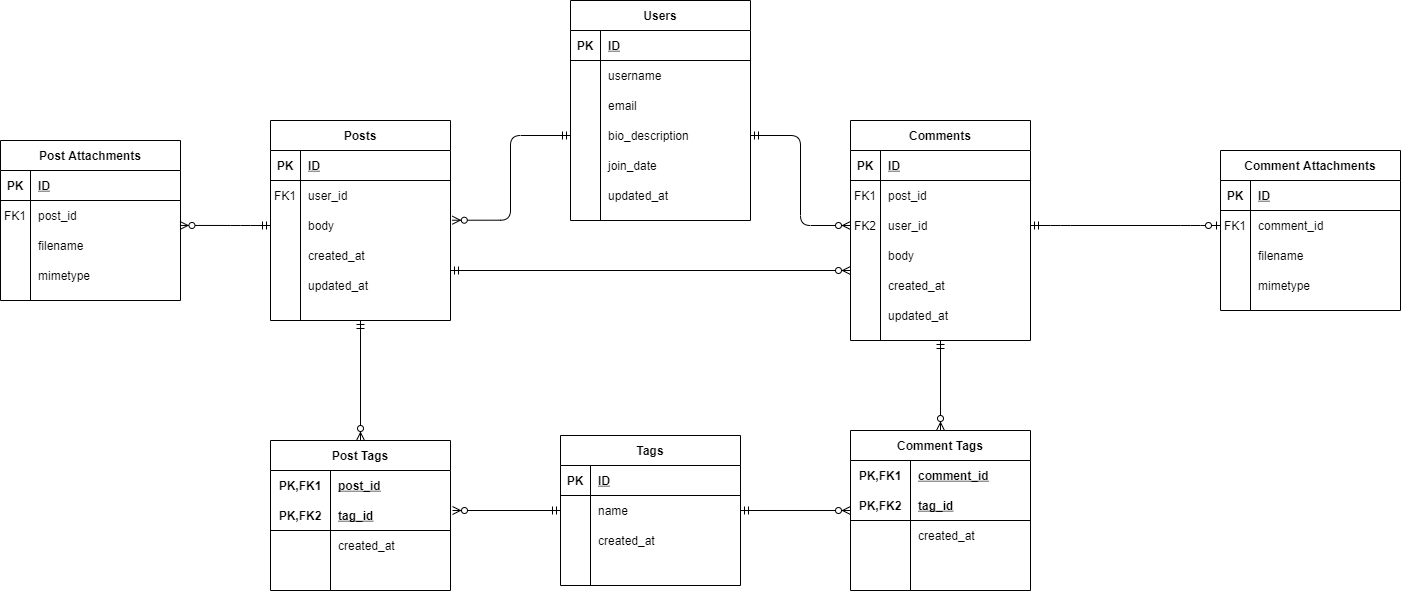 Users
PK ID
username
email
bio_description
join_date
updated_at
Posts
PK ID
FK1 user_id
body
created_at
updated_at
Comments
PK ID
FK1 post_id
FK2 user_id
body
created_at
updated_at
Post Attachments
PK ID
FK1 post_id
filename
mimetype
Comment Attachments
PK ID
FK1 comment_id
filename
mimetype
Post Tags
PK,FK1 post_id
PK,FK2 tag_id
created_at
Tags
PK ID
name
created_at
Comment Tags
PK,FK1 comment_id
PK,FK2 tag_id
created_at